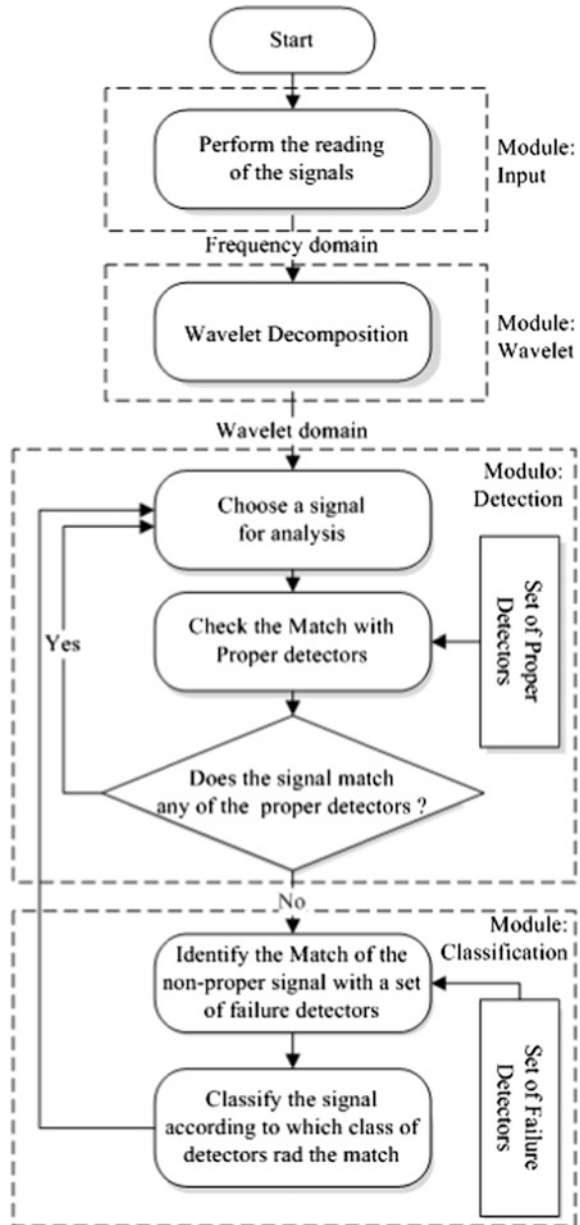 Start
Perform the reading
of the signals
Module:
Input
Frequency domain
Wavelet Decomposition
Module:
Wavelet
Wavelet domain
Modulo:
Detection
Choose a signal
for analysis
Set of Proper
Detectors
Check the Match with
Proper detectors
Yes
Does the signal match
any of the proper detectors ?
No
Module:
Classification
Identify the Match of the
non-proper signal with a set
of failure detectors
Set of Failure
Detectors
Classify the signal
according to which class of
detectors rad the match